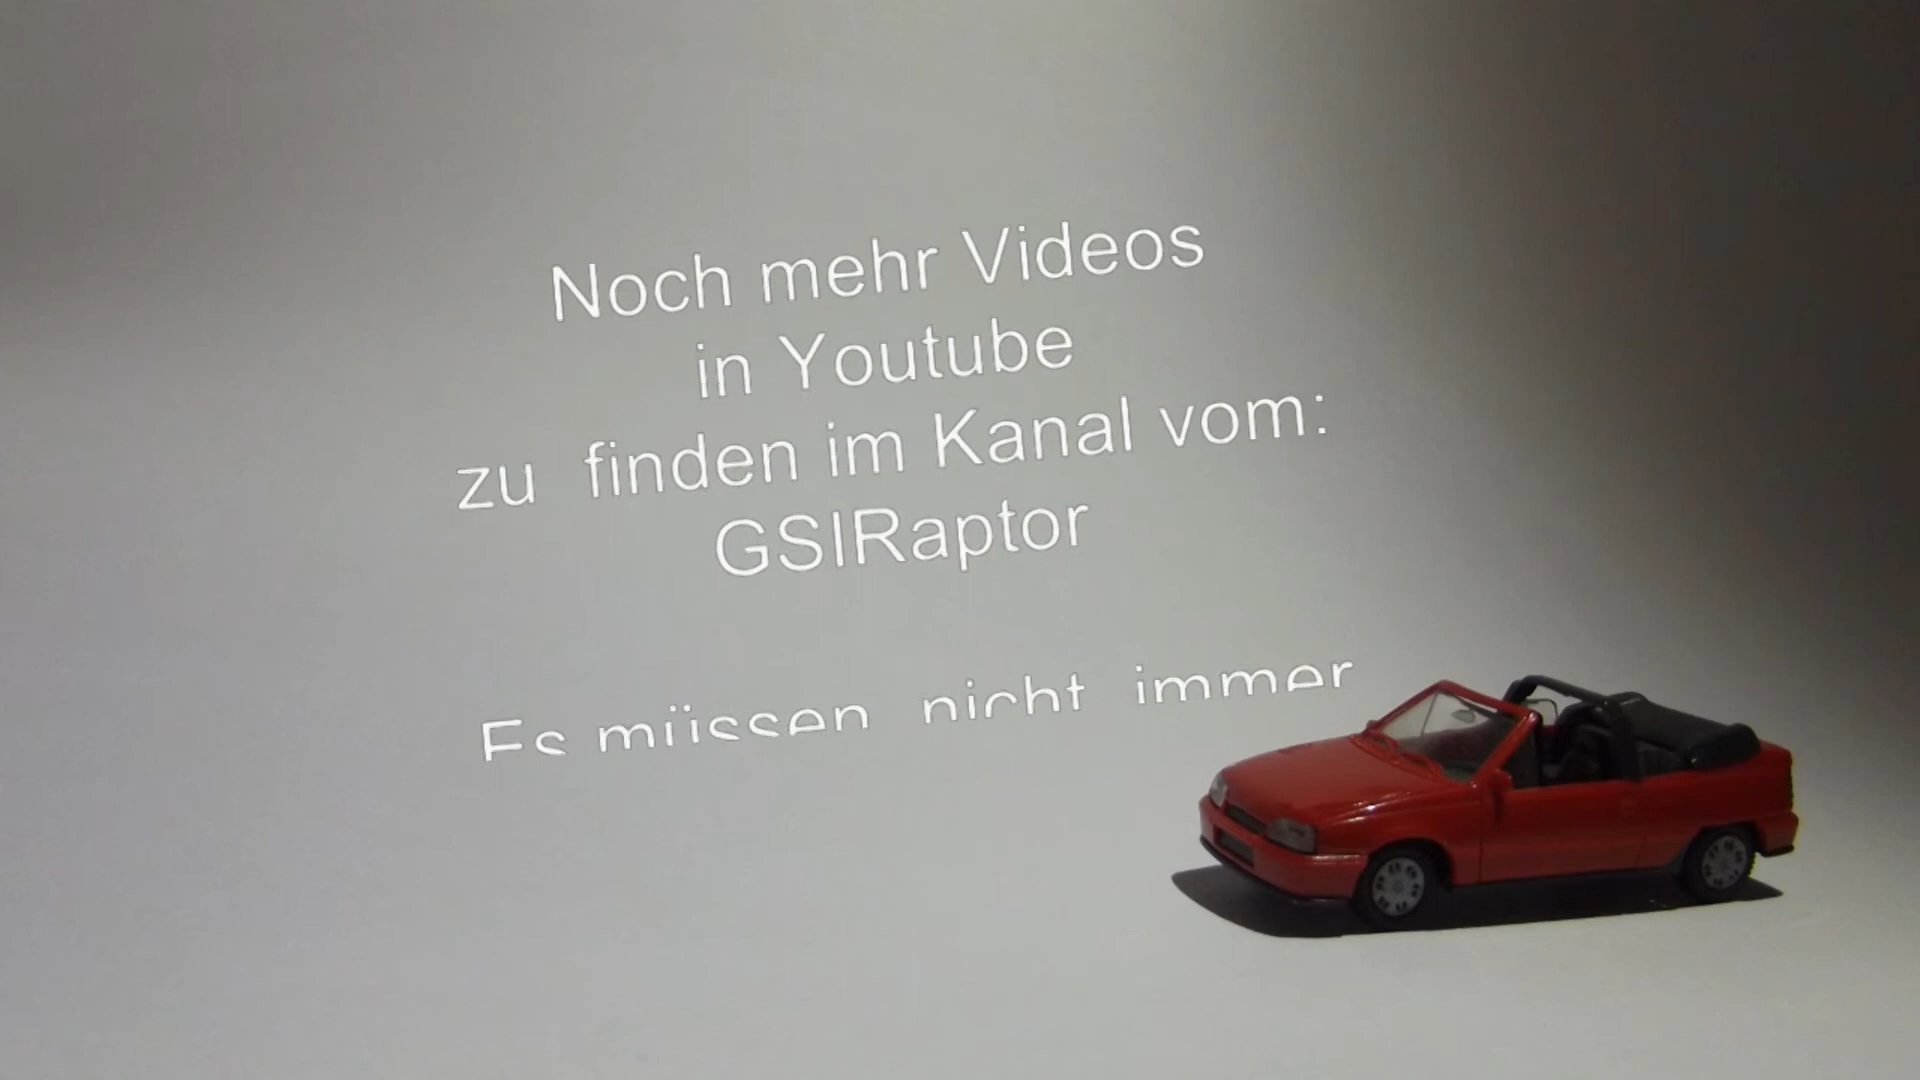 Noch mehr Videos
in Youtube
zu finden im Kanal vom:
GSIRaptor
Es müssen nicht immer